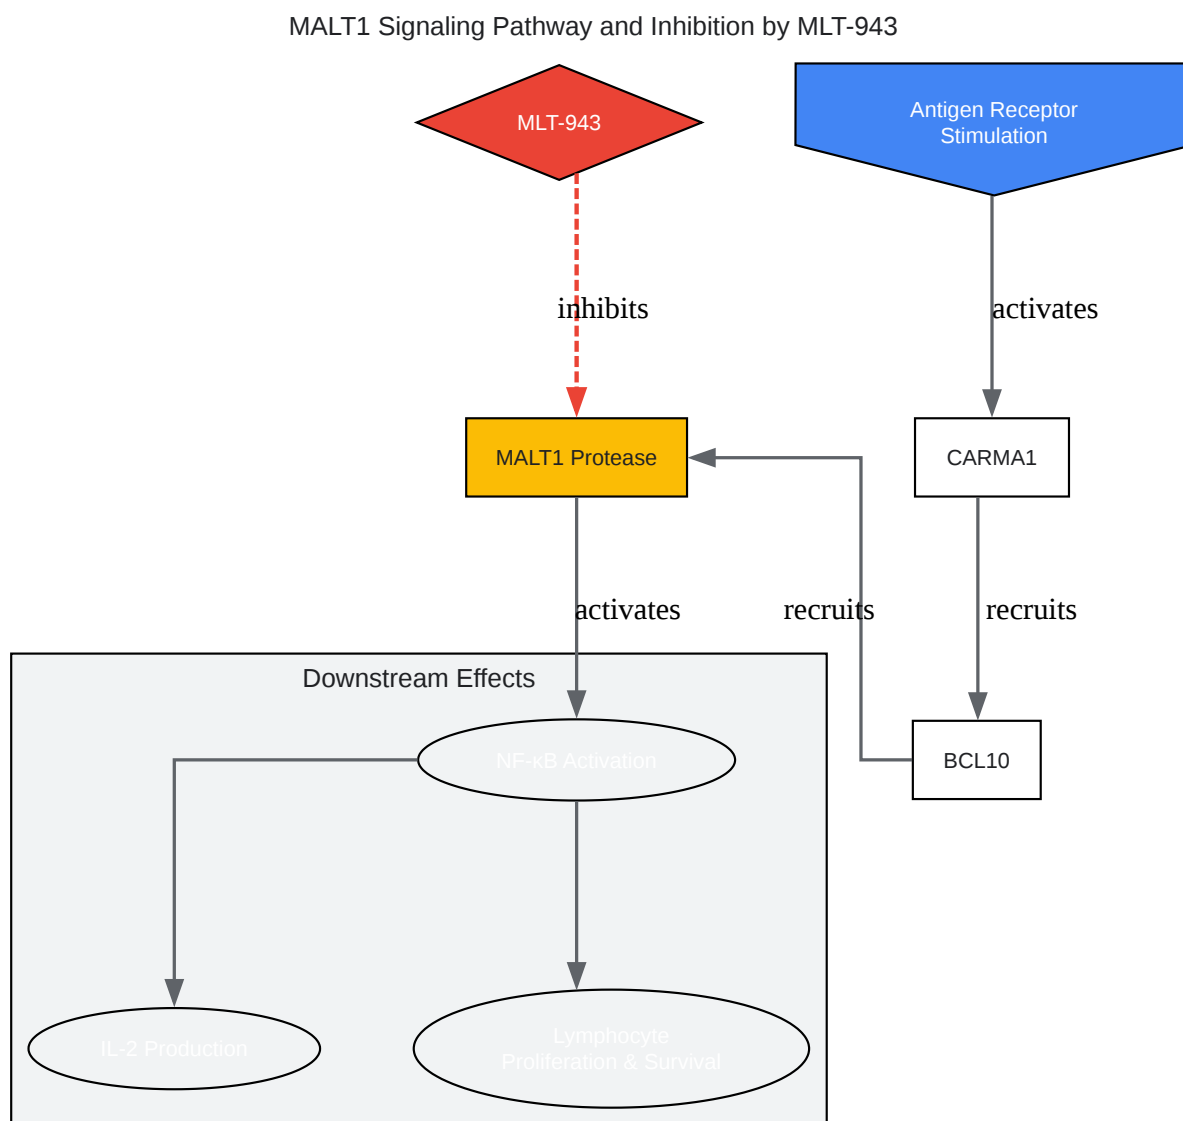 MALT1 Signaling Pathway and Inhibition by MLT-943
MLT-943
Antigen Receptor
Stimulation
inhibits
activates
MALT1 Protease
CARMA1
activates
recruits
recruits
Downstream Effects
NF-κB Activation
BCL10
IL-2 Production
Lymphocyte
Proliferation & Survival